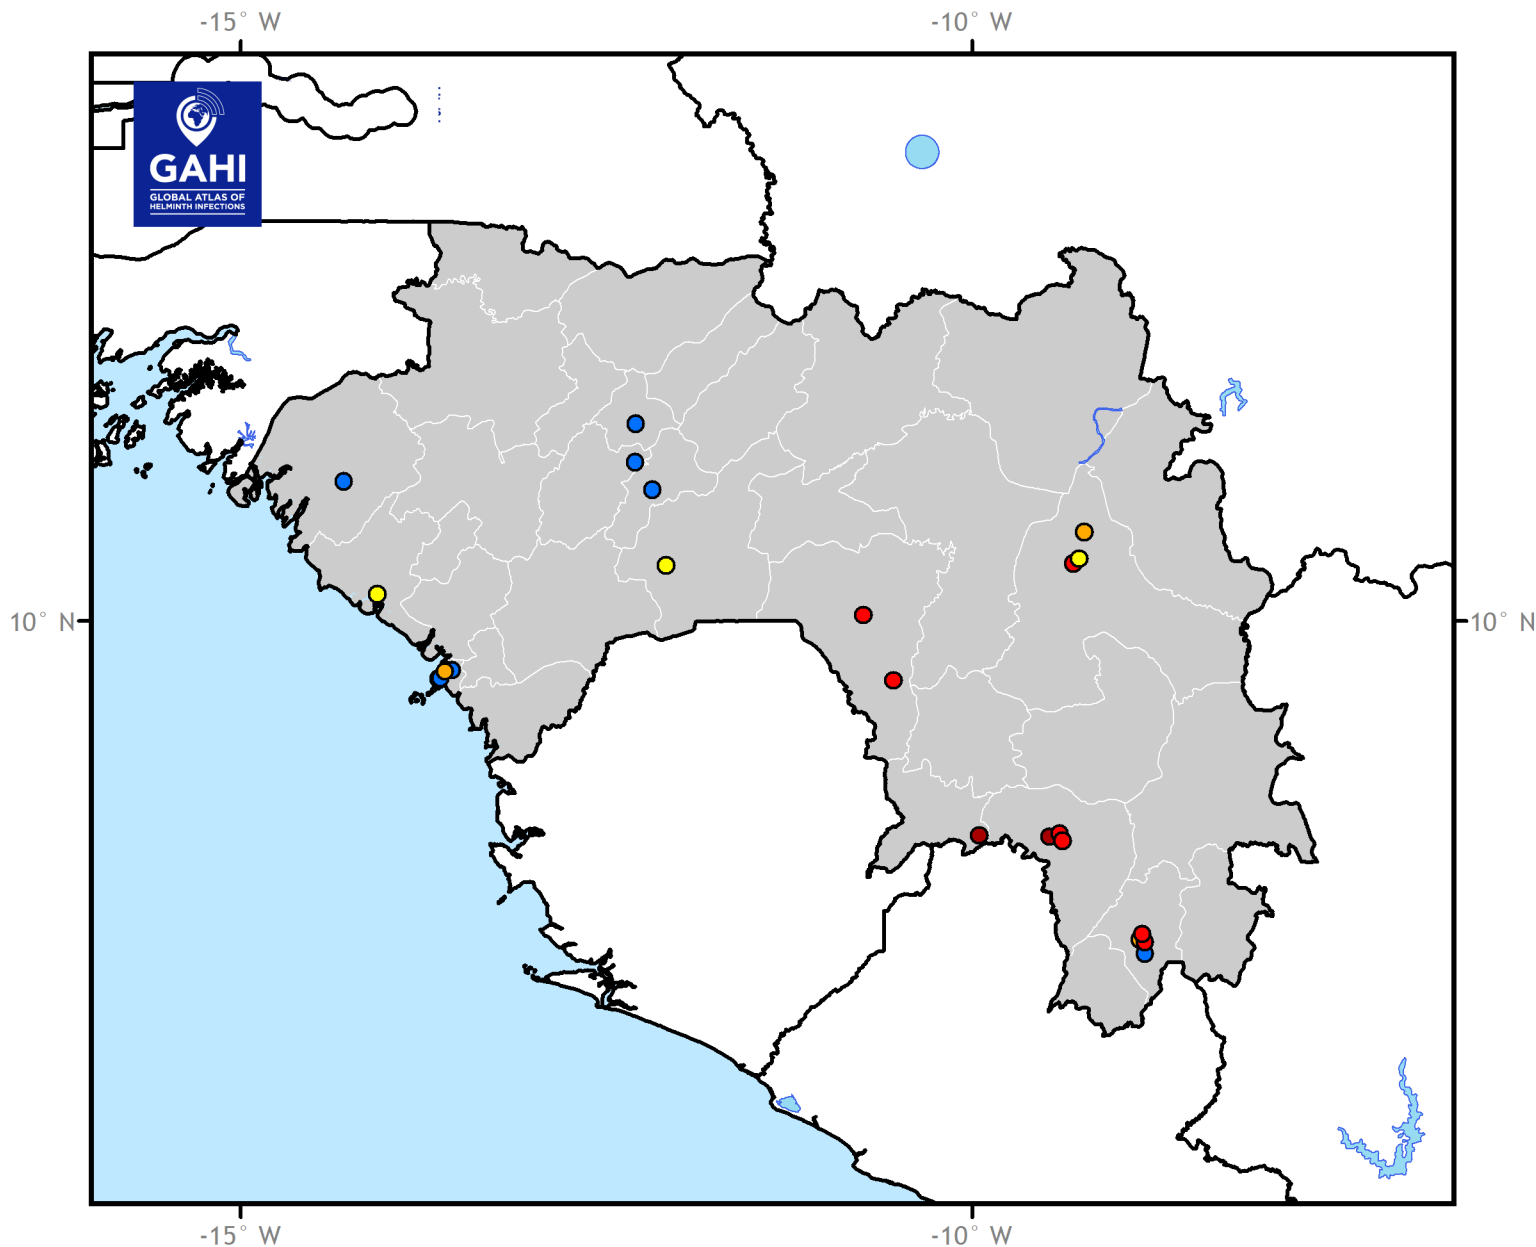 -15° W
-10° W
GAHI
GLOBAL ATLAS OF
HELMINTH INFECTIONS
10° N
10° N
-15° W
-10° W